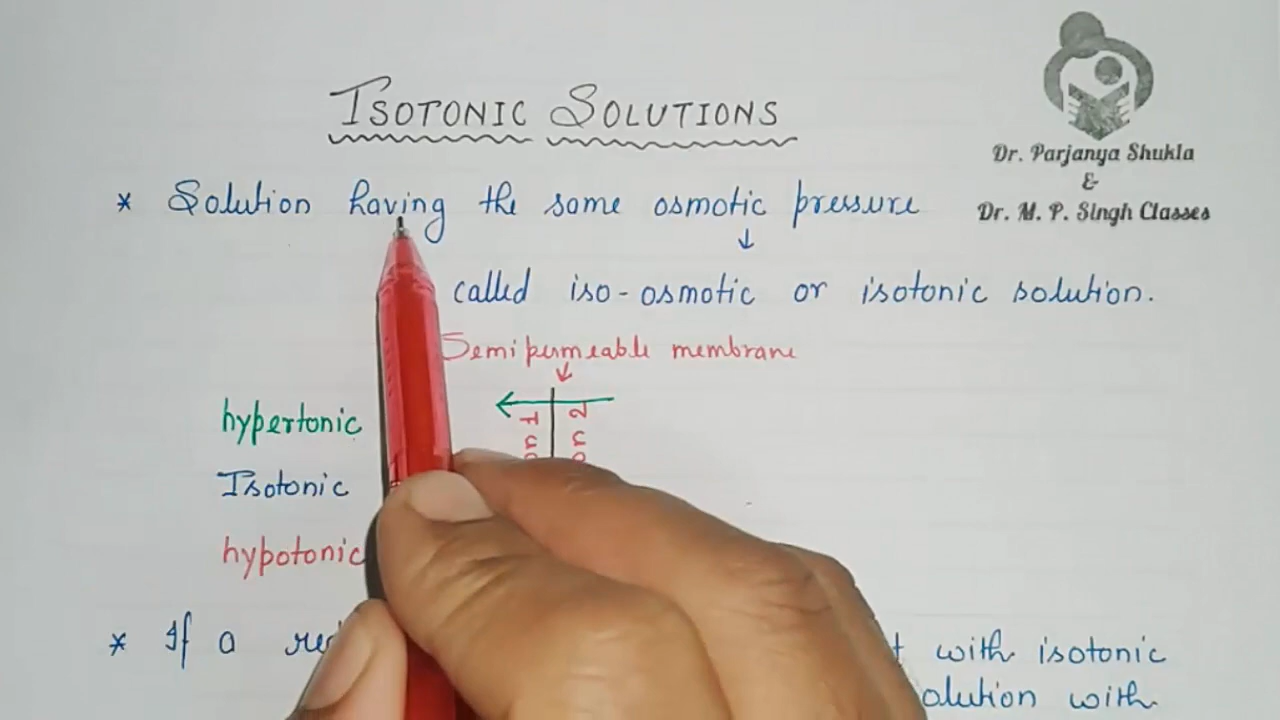 ISOTONIC SOLUTIONS
Dr. Parjanya Shukla
&
Dr. M. P. Singh Classes
* Solution having the same osmotic pressure
↓
called iso-osmotic or isotonic solution.
Semipermeable membrane
↓
hypertonic
Isotonic
hypotonic
* If a with isotonic
with